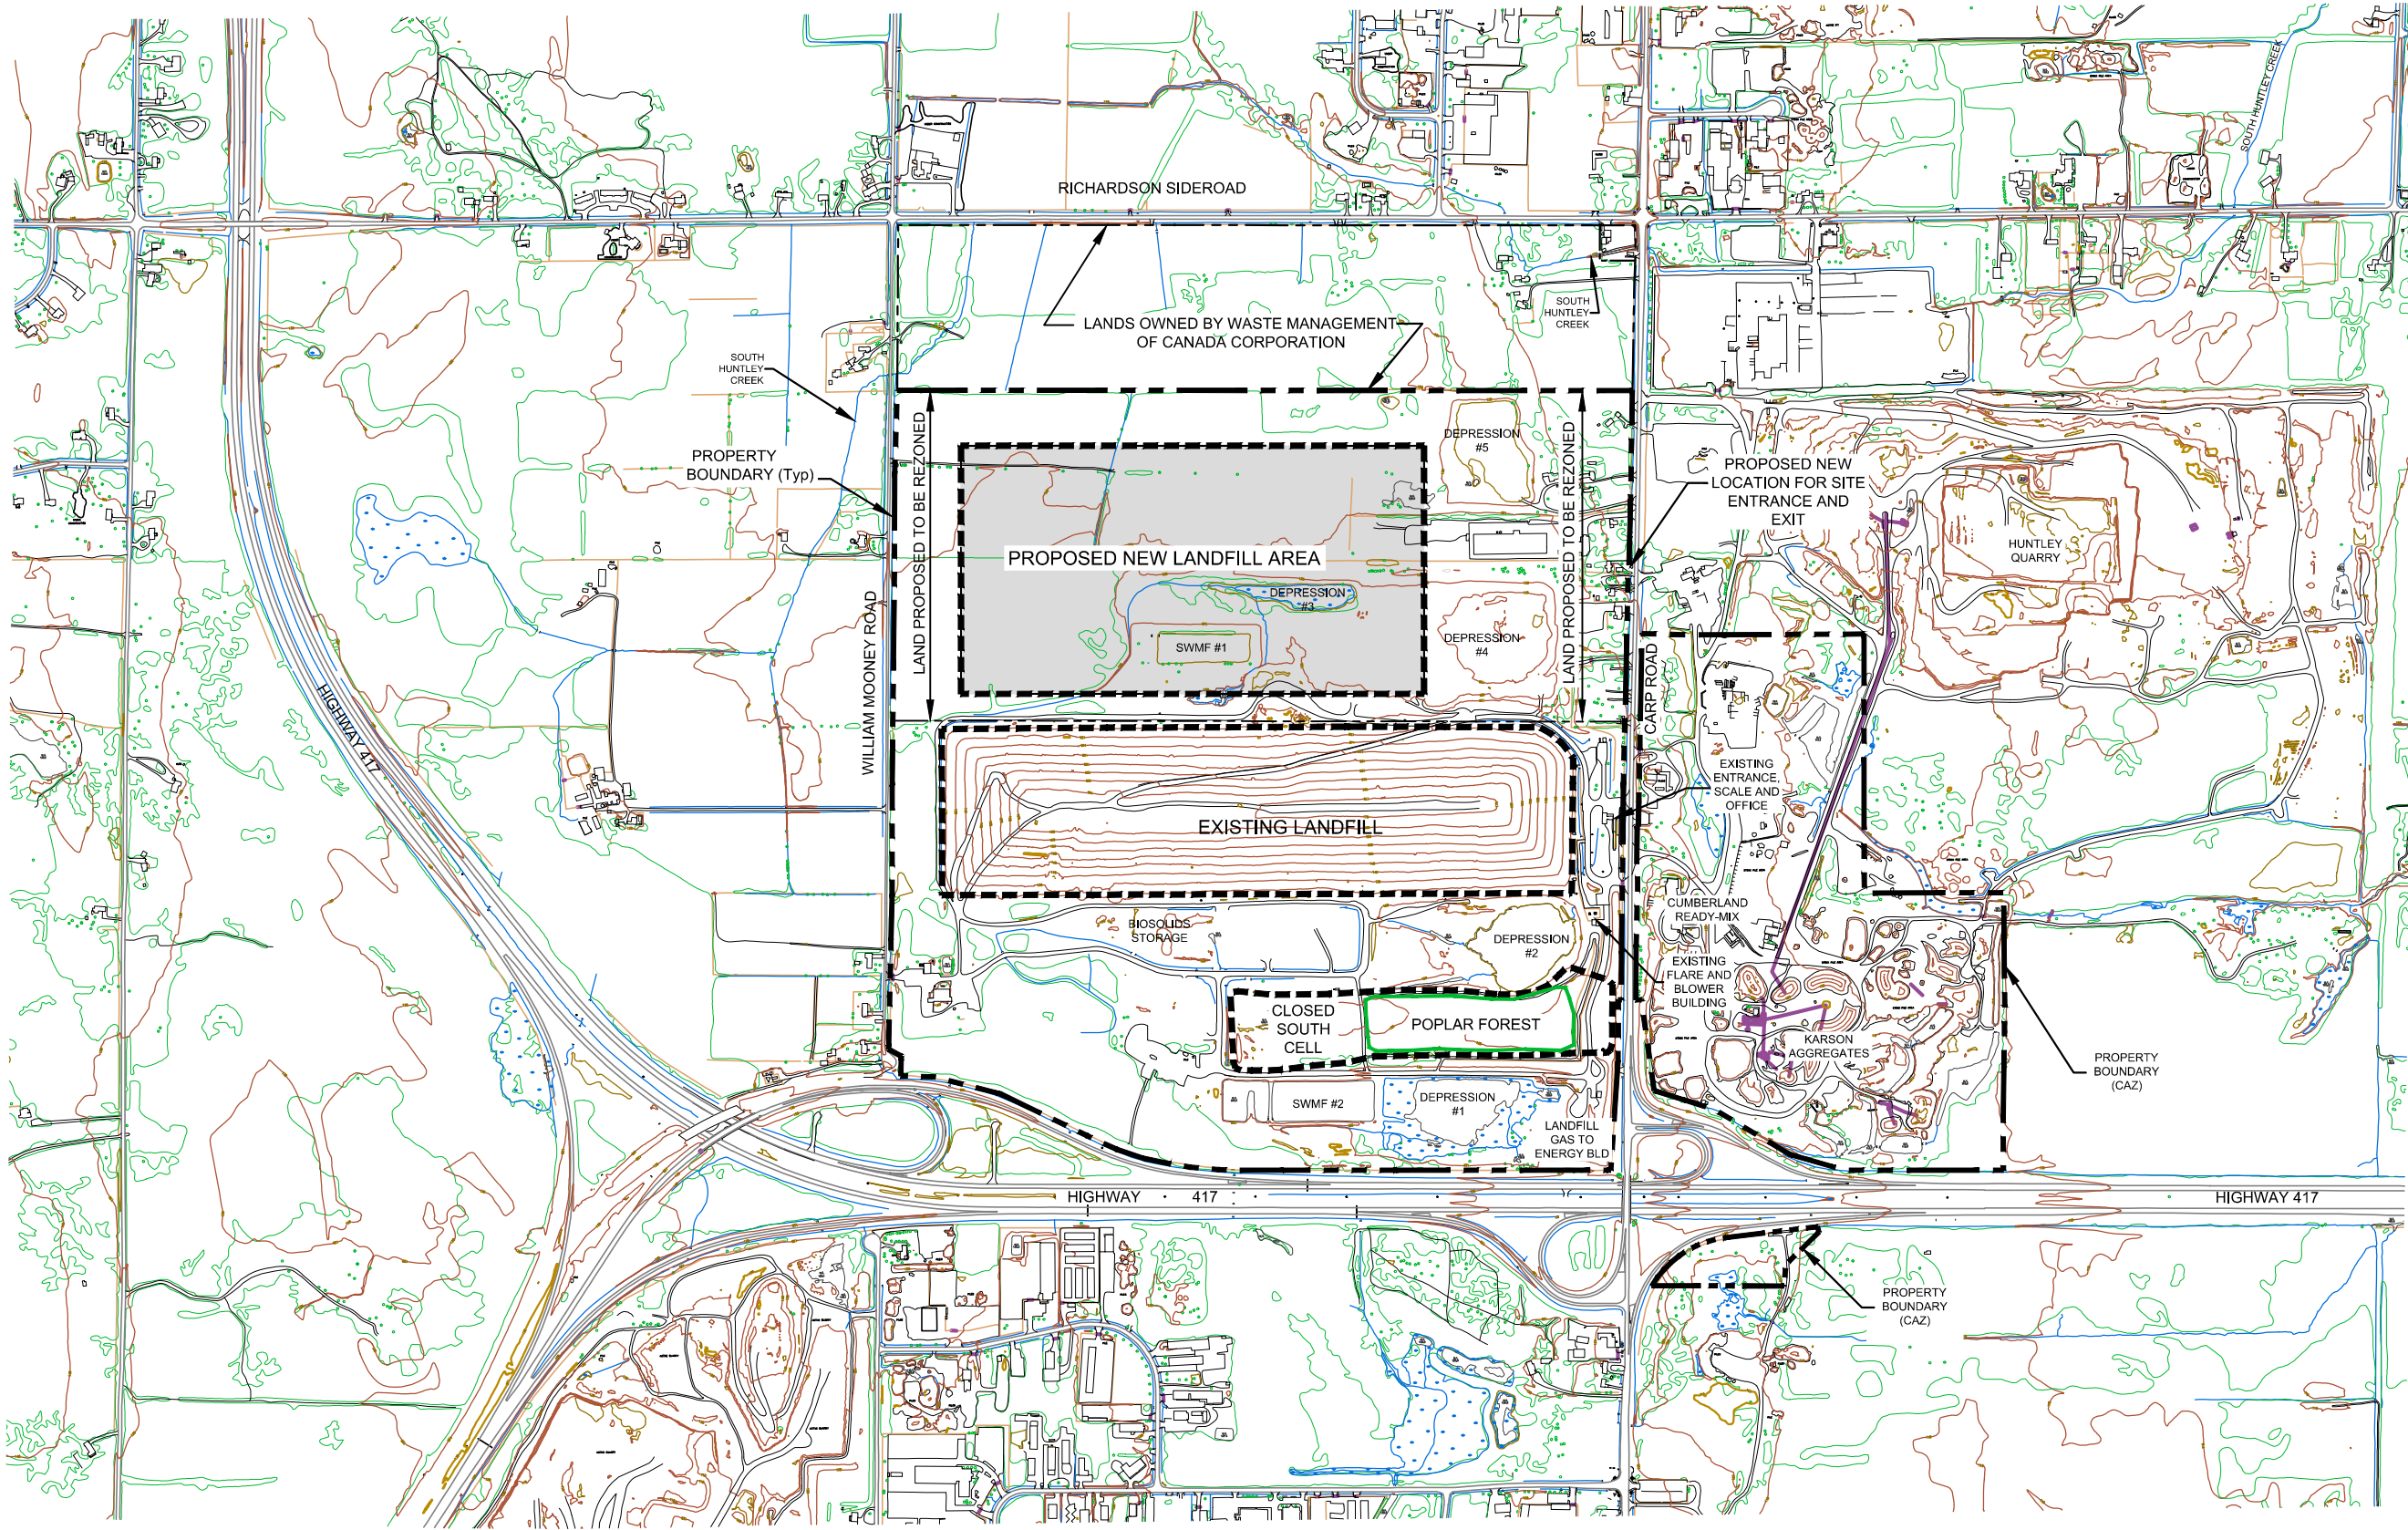 SOUTH HUNTLEY CREEK
RICHARDSON SIDEROAD
LANDS OWNED BY WASTE MANAGEMENT
OF CANADA CORPORATION
SOUTH
HUNTLEY
CREEK
SOUTH
HUNTLEY
CREEK
PROPERTY
BOUNDARY (Typ)
LAND PROPOSED TO BE REZONED
DEPRESSION
#5
LAND PROPOSED TO BE REZONED
PROPOSED NEW
LOCATION FOR SITE
ENTRANCE AND
EXIT
HUNTLEY
QUARRY
PROPOSED NEW LANDFILL AREA
DEPRESSION
#3
SWMF #1
DEPRESSION
#4
WILLIAM MOONEY ROAD
CARP ROAD
HIGHWAY 417
EXISTING
ENTRANCE,
SCALE AND
OFFICE
EXISTING LANDFILL
CUMBERLAND
READY-MIX
BIOSOLIDS
STORAGE
DEPRESSION
#2
EXISTING
FLARE AND
BLOWER
BUILDING
CLOSED
SOUTH
CELL
POPLAR FOREST
KARSON
AGGREGATES
PROPERTY
BOUNDARY
(CAZ)
SWMF #2
DEPRESSION
#1
LANDFILL
GAS TO
ENERGY BLD
HIGHWAY 417
HIGHWAY 417
PROPERTY
BOUNDARY
(CAZ)